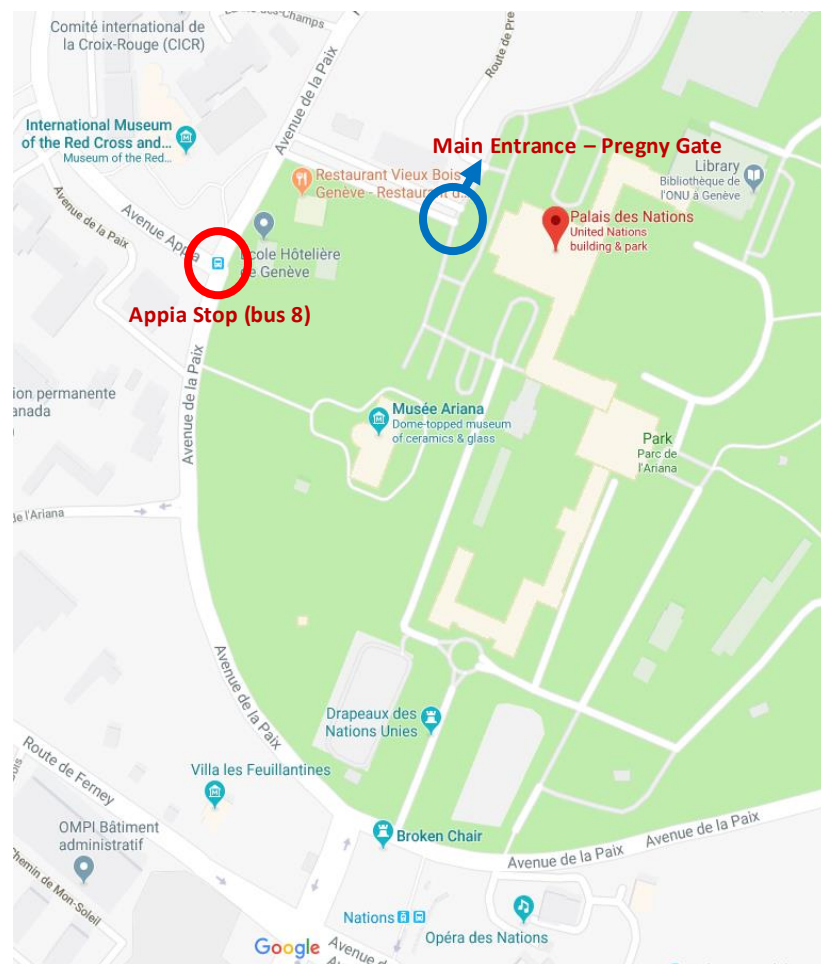 des-Champs
Comité international de
la Croix-Rouge (CICR)
Avenue de la Paix
Route de Pre
International Museum
of the Red Cross and...
Museum of the Red...
Main Entrance – Pregny Gate
Restaurant Vieux Bois
Genève - Restaurant d...
Library
Bibliothèque de
l'ONU à Genève
Palais des Nations
United Nations
building & park
Avenue de la Paix
Avenue Appia
École Hôtelière
de Genève
Appia Stop (bus 8)
Avenue de la Paix
ion permanente
anada
Musée Ariana
Dome-topped museum
of ceramics & glass
Park
Parc de
l'Ariana
de l'Ariana
Avenue de la Paix
Drapeaux des
Nations Unies
Route de Ferney
Villa les Feuillantines
OMPI Bâtiment
administratif
Broken Chair
Avenue de la Paix
Avenue de la Paix
Chemin de Mon-Soleil
Nations
Opéra des Nations
Google
Avenue d